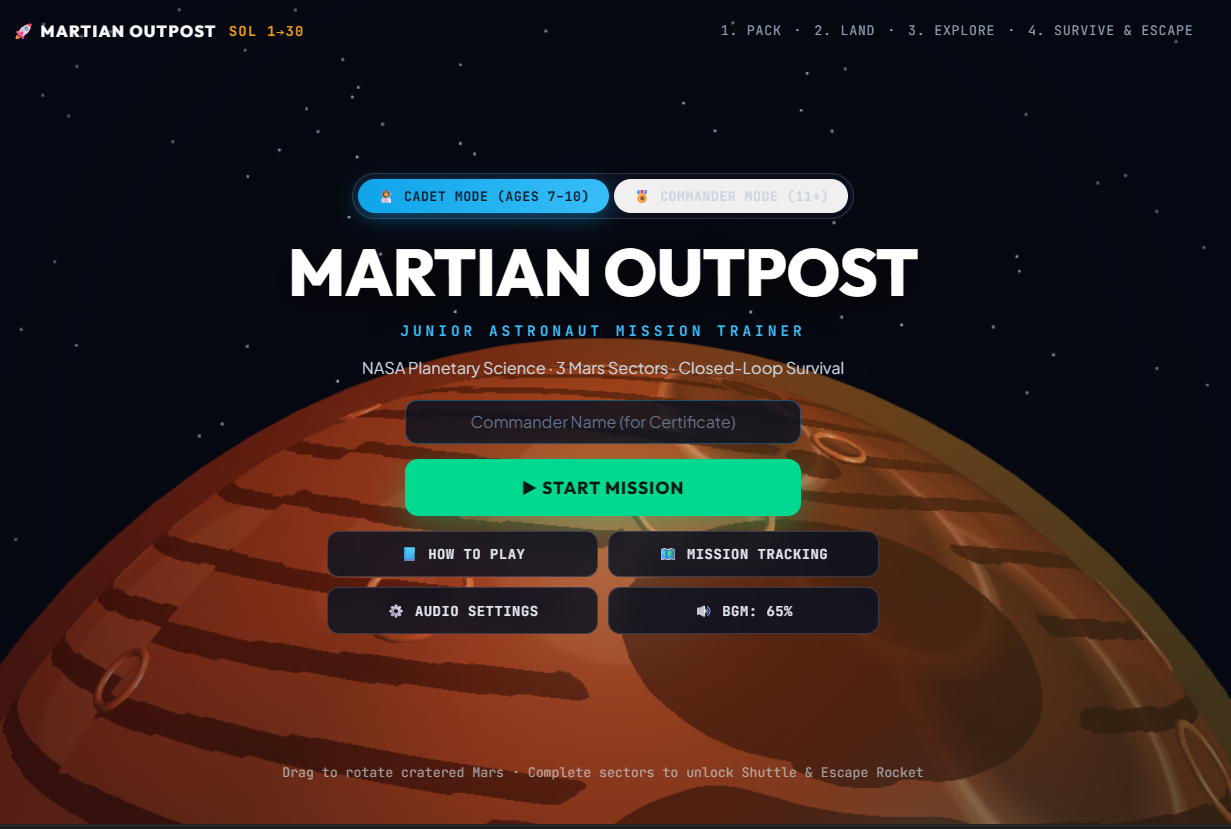 MARTIAN OUTPOST SOL 1→30
1. PACK · 2. LAND · 3. EXPLORE · 4. SURVIVE & ESCAPE
CADET MODE (AGES 7–10)
COMMANDER MODE (11+)
MARTIAN OUTPOST
JUNIOR ASTRONAUT MISSION TRAINER
NASA Planetary Science · 3 Mars Sectors · Closed-Loop Survival
Commander Name (for Certificate)
▶ START MISSION
HOW TO PLAY
MISSION TRACKING
AUDIO SETTINGS
BGM: 65%
Drag to rotate cratered Mars · Complete sectors to unlock Shuttle & Escape Rocket